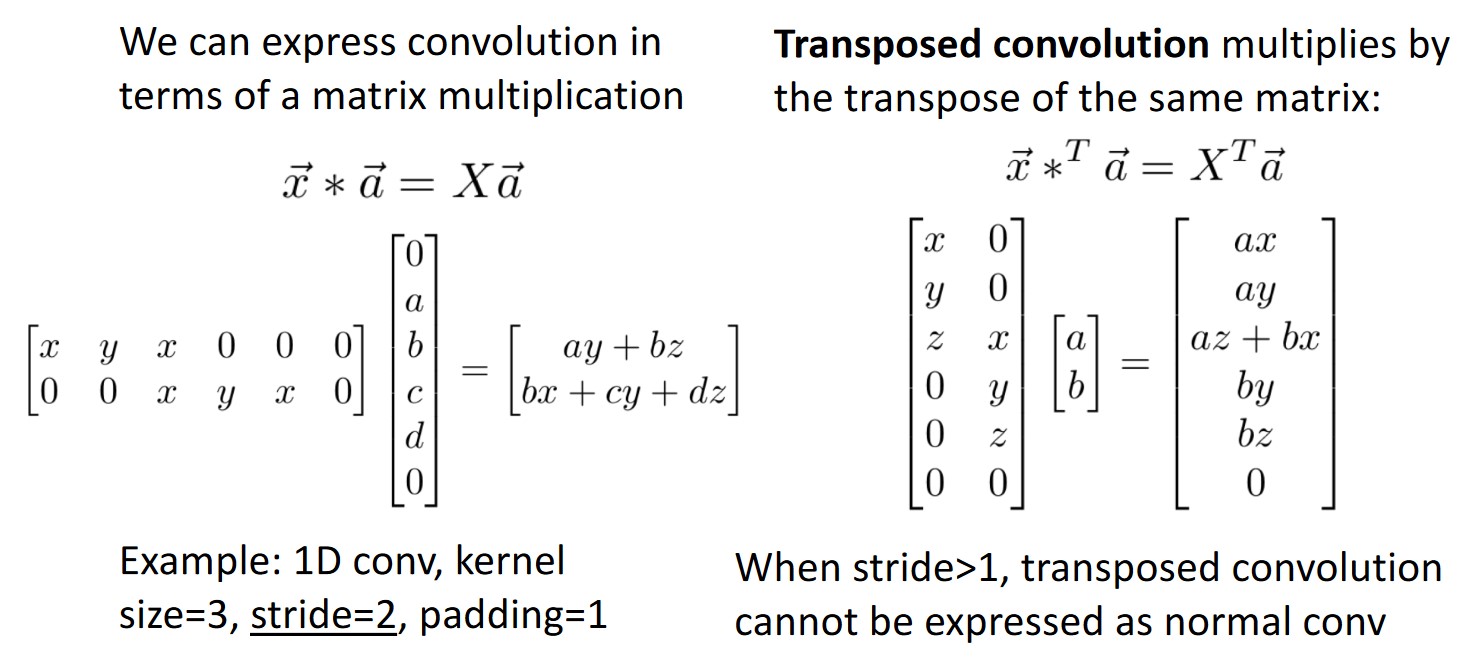 We can express convolution in
terms of a matrix multiplication
\vec{x} * \vec{a} = X\vec{a}
\begin{bmatrix} x & y & x & 0 & 0 & 0 \\ 0 & 0 & x & y & x & 0 \end{bmatrix} \begin{bmatrix} 0 \\ a \\ b \\ c \\ d \\ 0 \end{bmatrix} = \begin{bmatrix} ay + bz \\ bx + cy + dz \end{bmatrix}
Example: 1D conv, kernel
size=3, stride=2, padding=1
Transposed convolution multiplies by
the transpose of the same matrix:
\vec{x} *^T \vec{a} = X^T \vec{a}
\begin{bmatrix} x & 0 \\ y & 0 \\ z & x \\ 0 & y \\ 0 & z \\ 0 & 0 \end{bmatrix} \begin{bmatrix} a \\ b \end{bmatrix} = \begin{bmatrix} ax \\ ay \\ az + bx \\ by \\ bz \\ 0 \end{bmatrix}
When stride>1, transposed convolution
cannot be expressed as normal conv